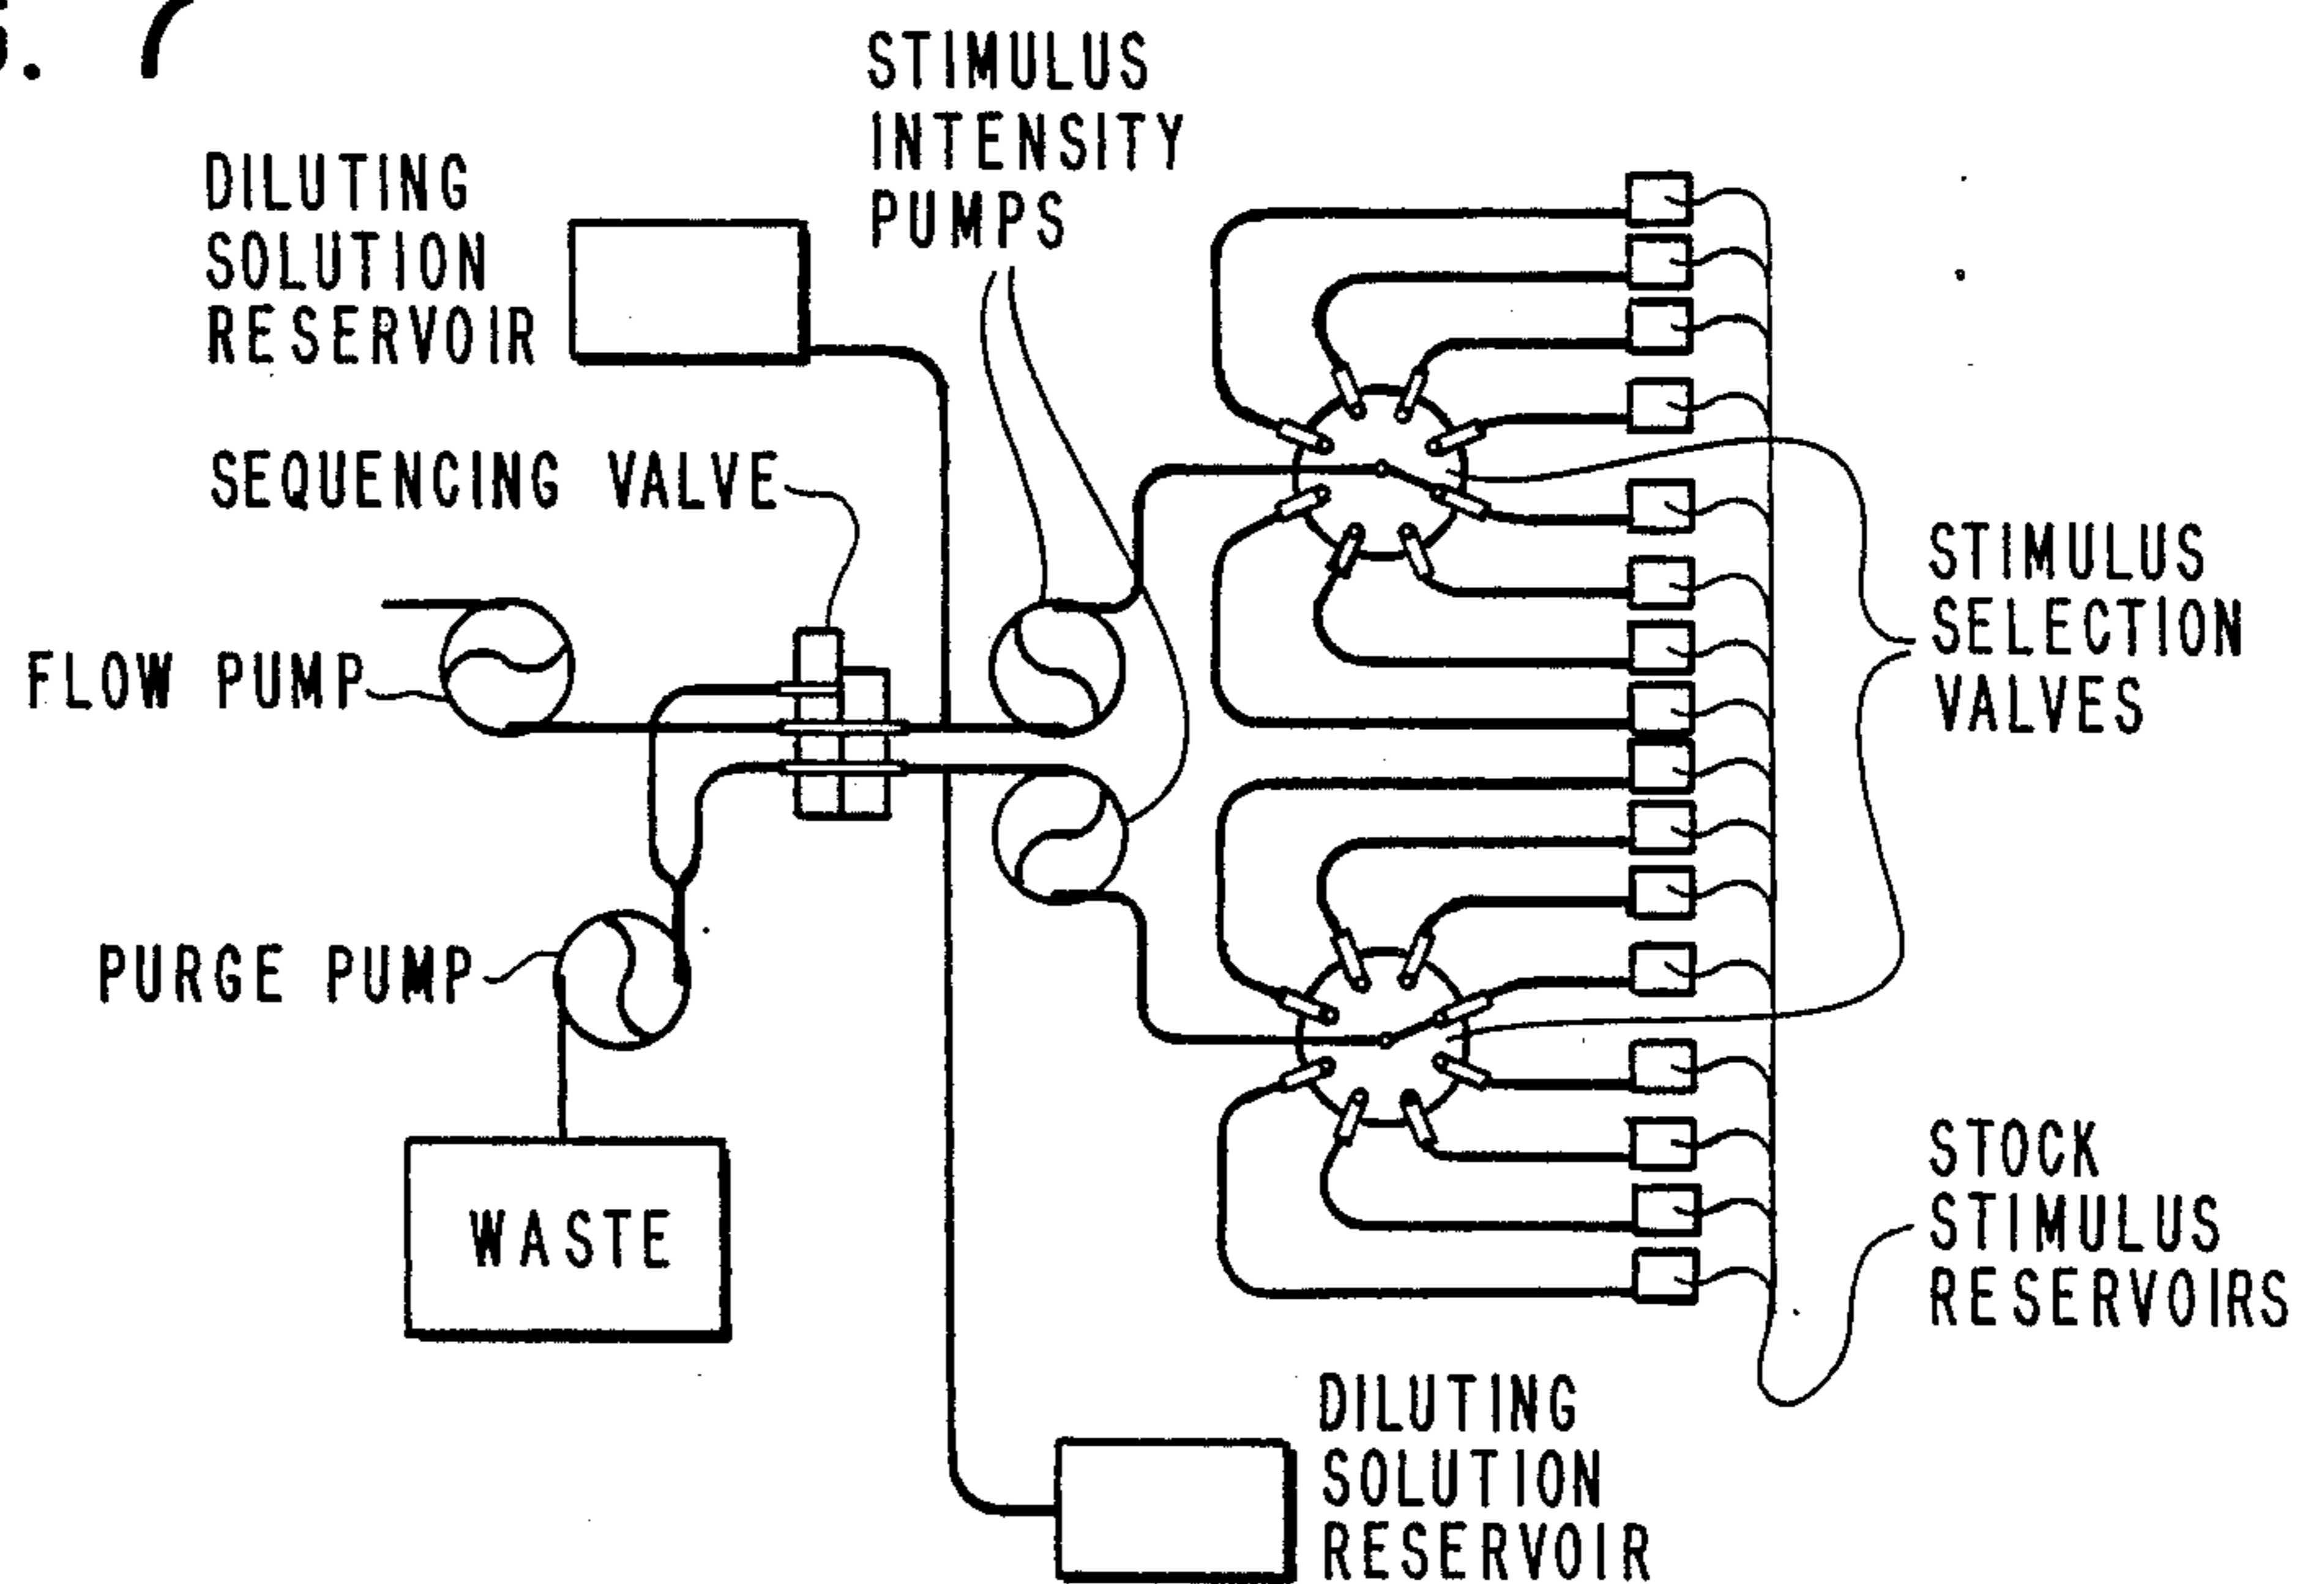 7
STIMULUS
INTENSITY
PUMPS
DILUTING
SOLUTION
RESERVOIR
SEQUENCING VALVE
FLOW PUMP
STIMULUS
SELECTION
VALVES
PURGE PUMP
WASTE
STOCK
STIMULUS
RESERVOIRS
DILUTING
SOLUTION
RESERVOIR